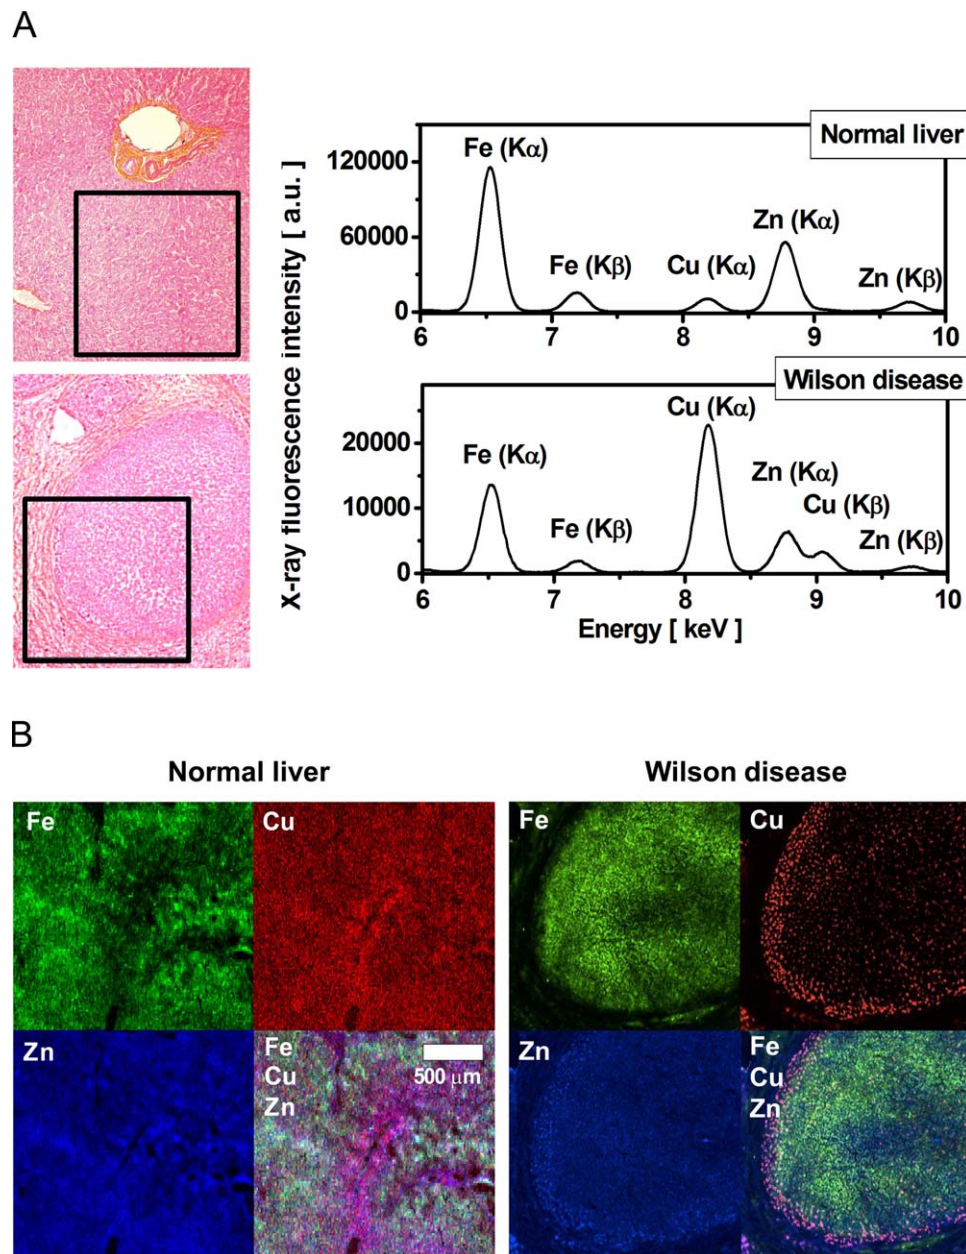 A
X-ray fluorescence intensity [ a.u. ]
Normal liver
120000
60000
0
Fe (Kα)
Fe (Kβ)
Cu (Kα)
Zn (Kα)
Zn (Kβ)
6 7 8 9 10
Wilson disease
20000
10000
0
Fe (Kα)
Fe (Kβ)
Cu (Kα)
Zn (Kα)
Cu (Kβ)
Zn (Kβ)
6 7 8 9 10
Energy [ keV ]
B
Normal liver
Fe
Cu
Zn
Fe
Cu
Zn
500 μm
Wilson disease
Fe
Cu
Zn
Fe
Cu
Zn